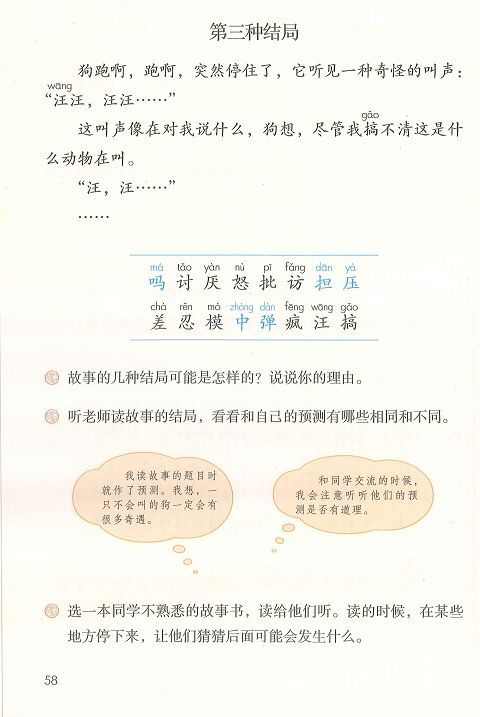 第三种结局
狗跑啊，跑啊，突然停住了，它听见一种奇怪的叫声：
wāng
“汪汪，汪汪……”
gǎo
这叫声像在对我说什么，狗想，尽管我搞不清这是什
么动物在叫。
“汪，汪……”
……
má tǎo yàn nù pī fǎng dān yà
吗 讨 厌 怒 批 访 担 压
chà rěn mó zhòng dàn fēng wāng gǎo
差 忍 模 中 弹 疯 汪 搞
故事的几种结局可能是怎样的？说说你的理由。
听老师读故事的结局，看看和自己的预测有哪些相同和不同。
我读故事的题目时
就作了预测。我想，一
只不会叫的狗一定会有
很多奇遇。
和同学交流的时候，
我会注意听听他们的预
测是否有道理。
选一本同学不熟悉的故事书，读给他们听。读的时候，在某些
地方停下来，让他们猜猜后面可能会发生什么。
58